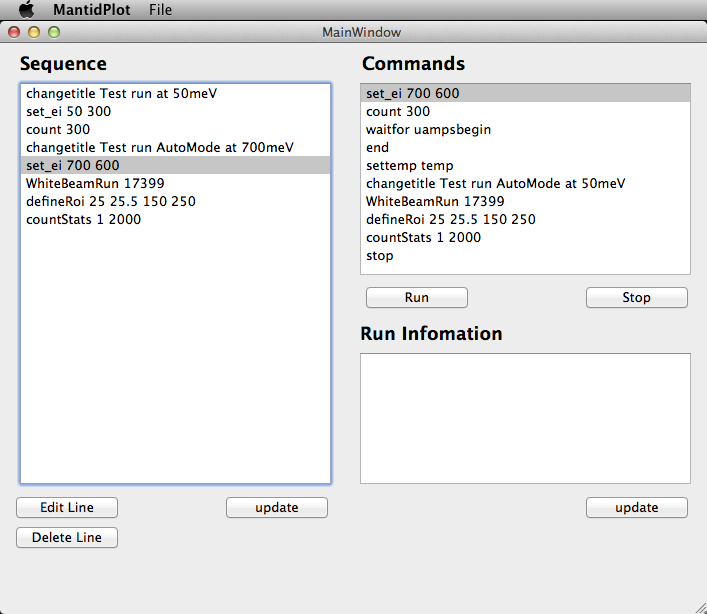 MantidPlot File
MainWindow
Sequence
changetitle Test run at 50meV
set_ei 50 300
count 300
changetitle Test run AutoMode at 700meV
set_ei 700 600
WhiteBeamRun 17399
defineRoi 25 25.5 150 250
countStats 1 2000
Edit Line
update
Delete Line
Commands
set_ei 700 600
count 300
waitfor uampsbegin
end
settemp temp
changetitle Test run AutoMode at 50meV
WhiteBeamRun 17399
defineRoi 25 25.5 150 250
countStats 1 2000
stop
Run
Stop
Run Infomation
update